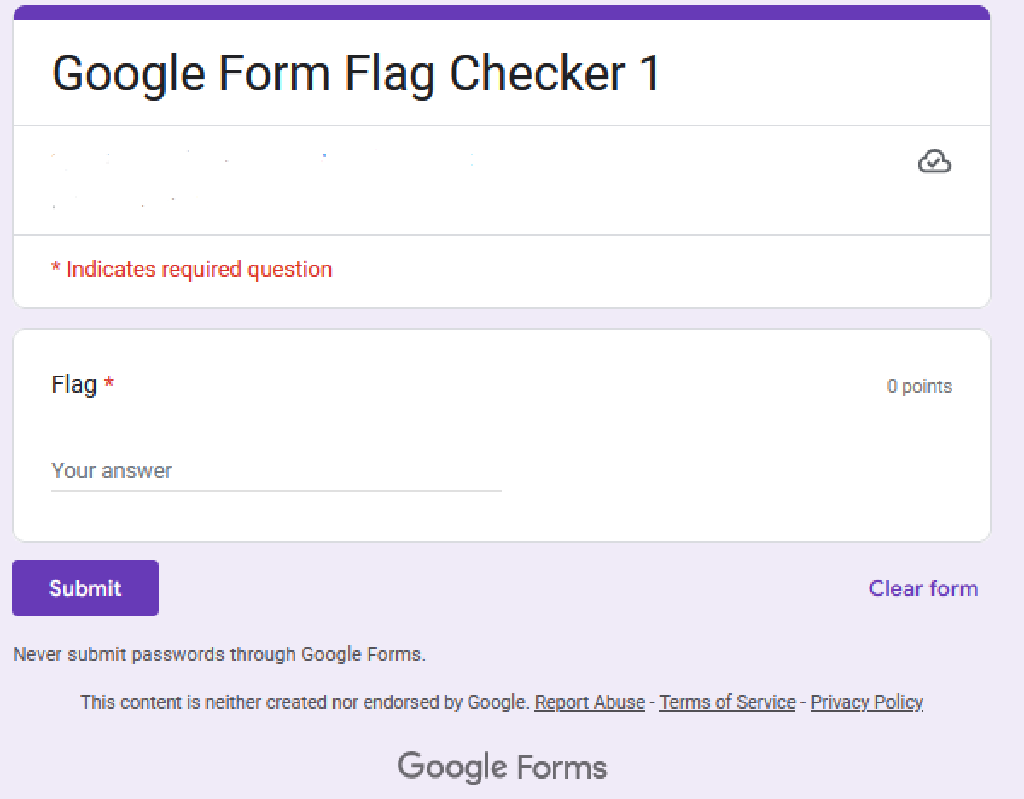 Google Form Flag Checker 1
* Indicates required question
Flag *
0 points
Your answer
Submit
Clear form
Never submit passwords through Google Forms.
This content is neither created nor endorsed by Google. Report Abuse - Terms of Service - Privacy Policy
Google Forms